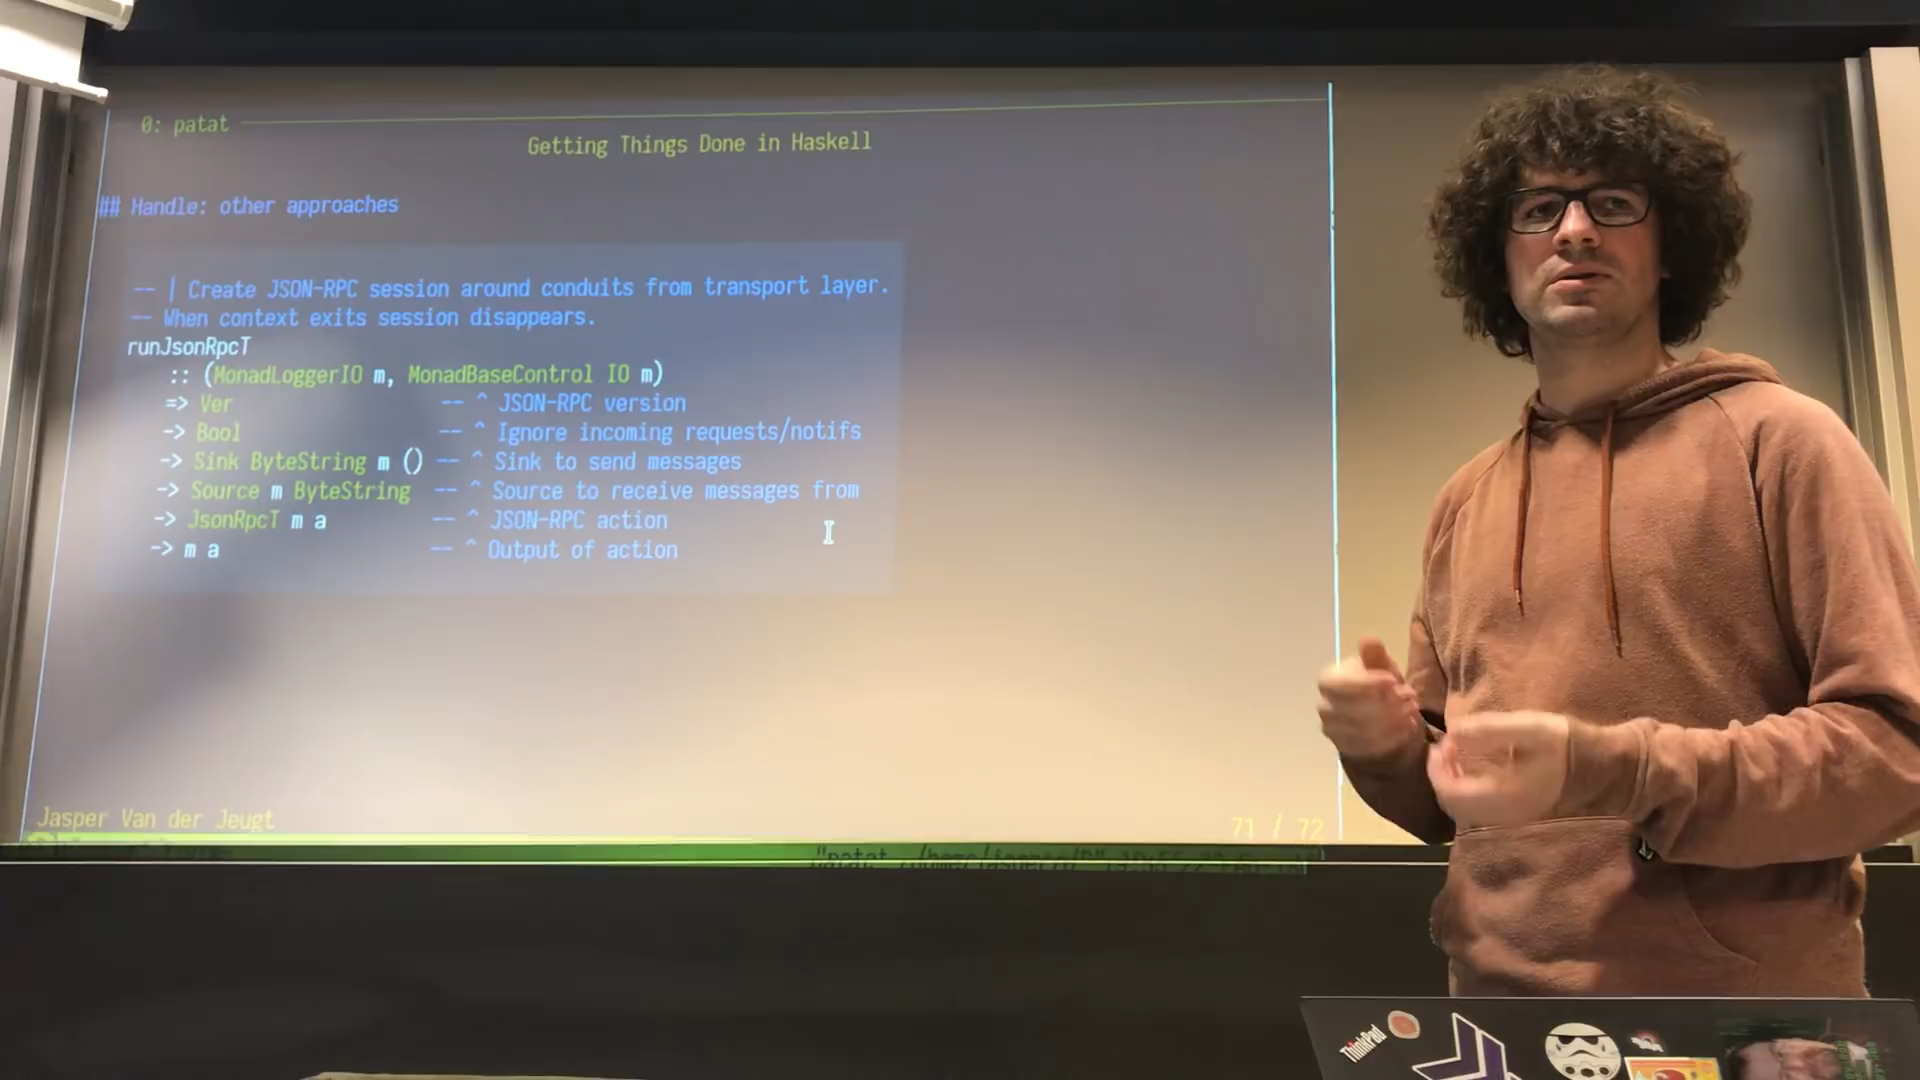 0: patat
Getting Things Done in Haskell
## Handle: other approaches
-- | Create JSON-RPC session around conduits from transport layer.
-- When context exits session disappears.
runJsonRpcT
:: (MonadLoggerIO m, MonadBaseControl IO m)
=> Ver -- ^ JSON-RPC version
-> Bool -- ^ Ignore incoming requests/notifs
-> Sink ByteString m () -- ^ Sink to send messages
-> Source m ByteString -- ^ Source to receive messages from
-> JsonRpcT m a -- ^ JSON-RPC action
-> m a -- ^ Output of action
Jasper Van der Jeugt
71 / 72
ThinkPad